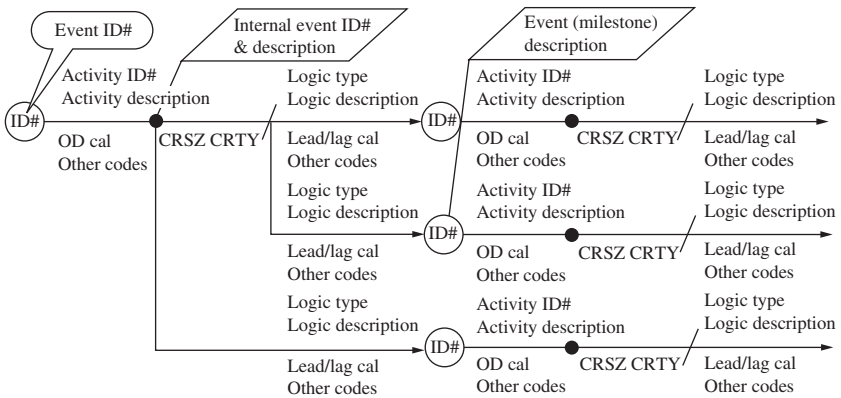 Event ID#
Internal event ID#
& description
Event (milestone)
description
Activity ID#
Activity description
Logic type
Logic description
Activity ID#
Activity description
Logic type
Logic description
ID#
ID#
OD cal
Other codes
CRSZ CRTY
Lead/lag cal
Other codes
OD cal
Other codes
CRSZ CRTY
Lead/lag cal
Other codes
Logic type
Logic description
Activity ID#
Activity description
Logic type
Logic description
ID#
Lead/lag cal
Other codes
OD cal
Other codes
CRSZ CRTY
Lead/lag cal
Other codes
Logic type
Logic description
Activity ID#
Activity description
Logic type
Logic description
ID#
Lead/lag cal
Other codes
OD cal
Other codes
CRSZ CRTY
Lead/lag cal
Other codes